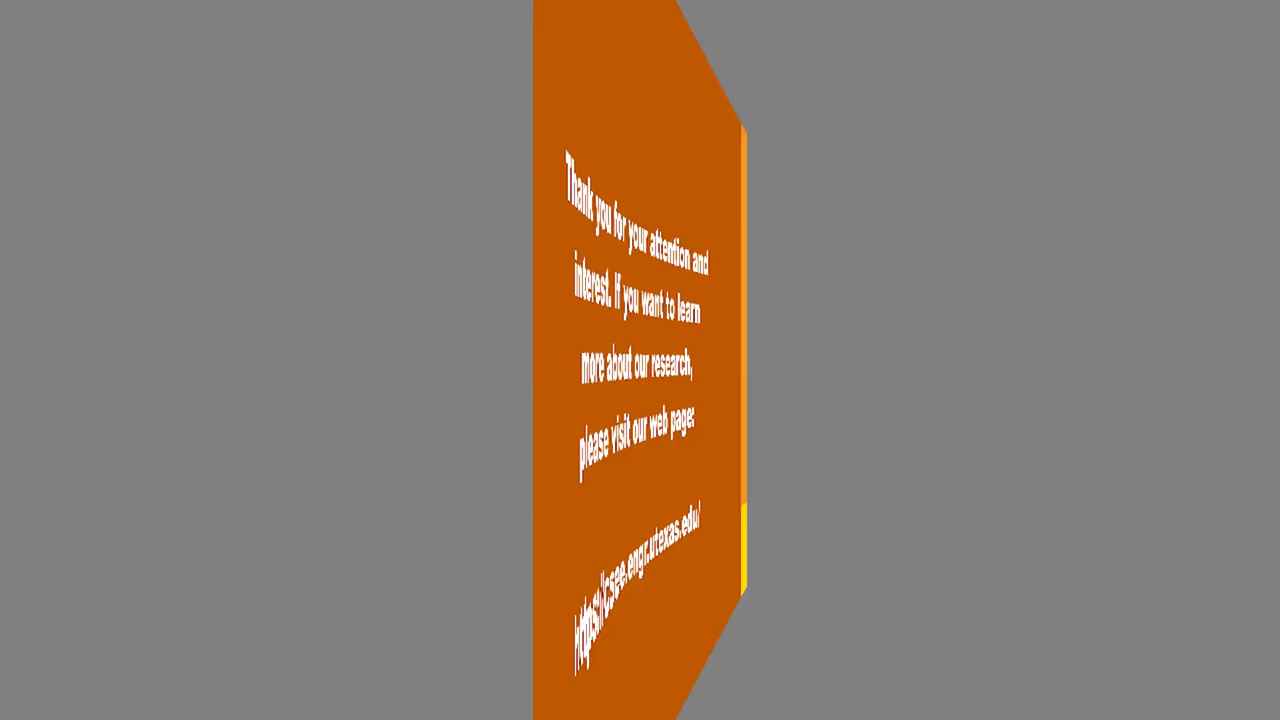 Thank you for your attention and
interest. If you want to learn
more about our research,
please visit our web page:
https://csee.engr.utexas.edu/